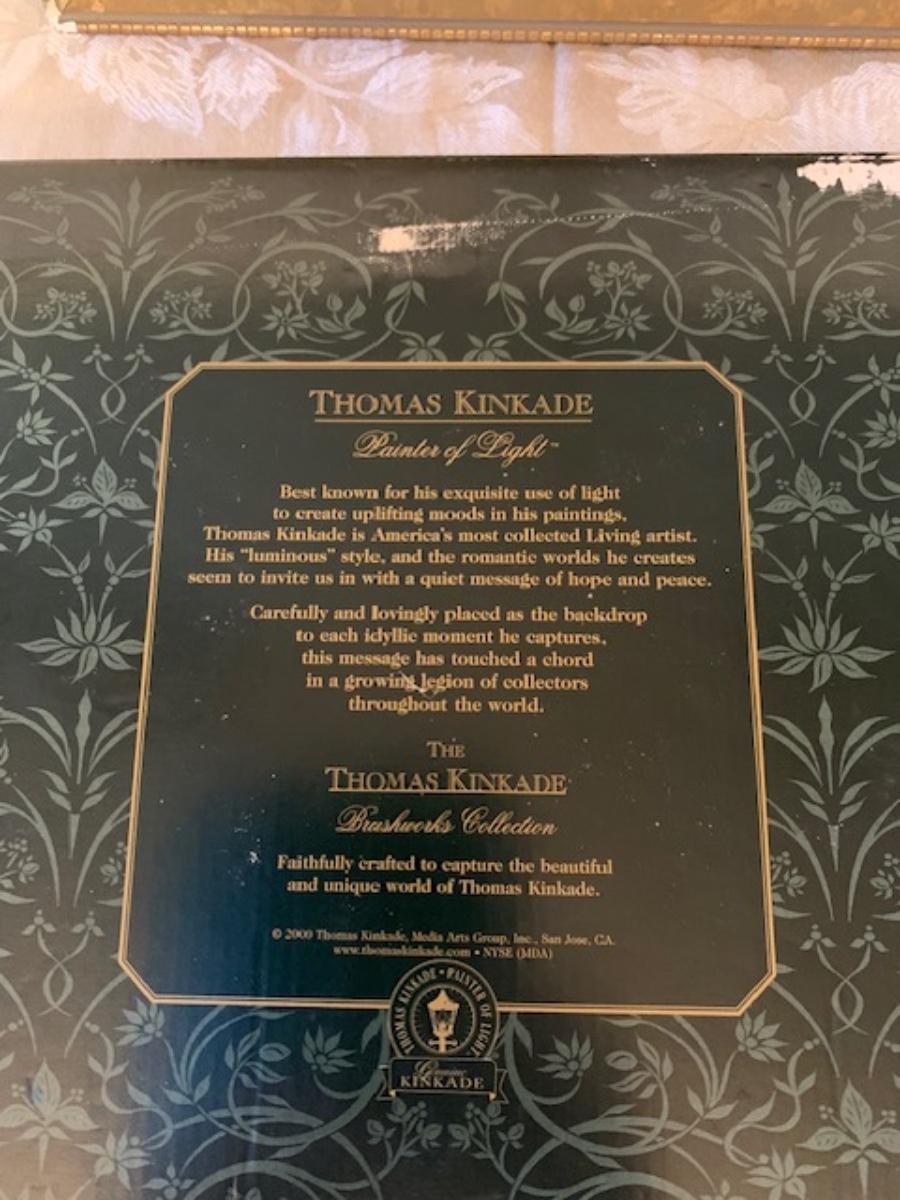 THOMAS KINKADE
Painter of Light™
Best known for his exquisite use of light
to create uplifting moods in his paintings,
Thomas Kinkade is America's most collected Living artist.
His "luminous" style, and the romantic worlds he creates
seem to invite us in with a quiet message of hope and peace.
Carefully and lovingly placed as the backdrop
to each idyllic moment he captures,
this message has touched a chord
in a growing legion of collectors
throughout the world.
THE
THOMAS KINKADE
Brushworks Collection
Faithfully crafted to capture the beautiful
and unique world of Thomas Kinkade.
© 2000 Thomas Kinkade, Media Arts Group, Inc., San Jose, CA.
www.thomaskinkade.com • NYSE (MDA)
THOMAS KINKADE • PAINTER OF LIGHT
Genuine
KINKADE